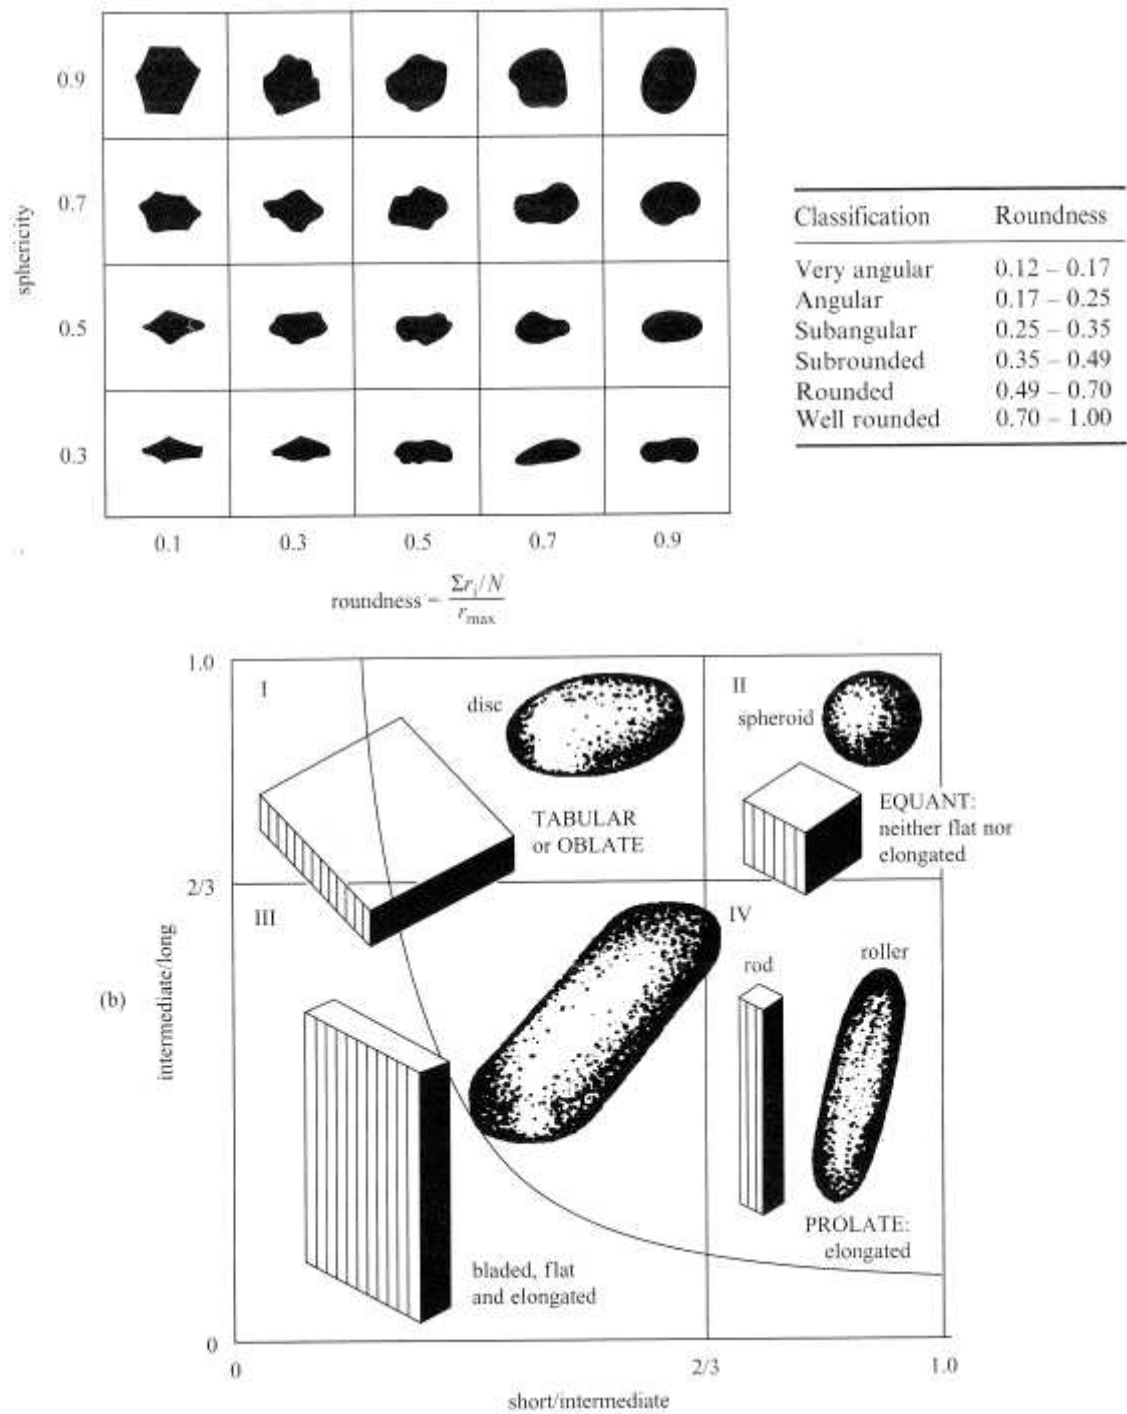 0.9
0.7
sphericity
0.5
0.3
0.1 0.3 0.5 0.7 0.9
roundness = Σrᵢ/N
r_max
Classification Roundness
Very angular 0.12 – 0.17
Angular 0.17 – 0.25
Subangular 0.25 – 0.35
Subrounded 0.35 – 0.49
Rounded 0.49 – 0.70
Well rounded 0.70 – 1.00
1.0
I
disc
TABULAR
or OBLATE
II
spheroid
EQUANT:
neither flat nor
elongated
2/3
III
IV
rod
roller
(b)
intermediate/long
PROLATE:
elongated
bladed, flat
and elongated
0
0 2/3 1.0
short/intermediate